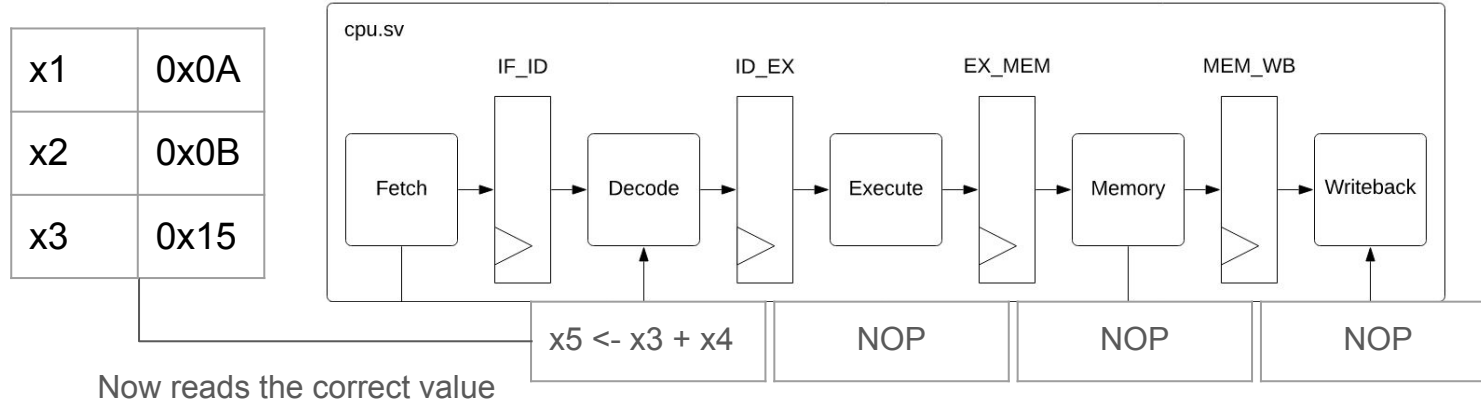 cpu.sv
x1 0x0A
x2 0x0B
x3 0x15
IF_ID ID_EX EX_MEM MEM_WB
Fetch Decode Execute Memory Writeback
x5 <- x3 + x4 NOP NOP NOP
Now reads the correct value